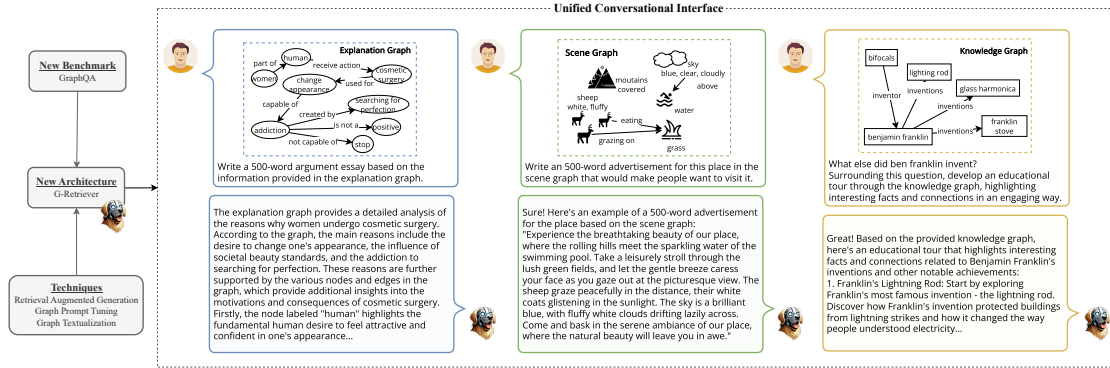 Unified Conversational Interface
New Benchmark
GraphQA
New Architecture
G-Retriever
Techniques
Retrieval Augmented Generation
Graph Prompt Tuning
Graph Textualization
Explanation Graph
human
part of
women
receive action
cosmetic
surgery
change
appearance
used for
capable of
searching for
perfection
created by
addiction
is not a
positive
not capable of
stop
Write a 500-word argument essay based on the
information provided in the explanation graph.
The explanation graph provides a detailed analysis of
the reasons why women undergo cosmetic surgery.
According to the graph, the main reasons include the
desire to change one's appearance, the influence of
societal beauty standards, and the addiction to
searching for perfection. These reasons are further
supported by the various nodes and edges in the
graph, which provide additional insights into the
motivations and consequences of cosmetic surgery.
Firstly, the node labeled "human" highlights the
fundamental human desire to feel attractive and
confident in one's appearance...
Scene Graph
sky
blue, clear, cloudly
moutains
covered
above
sheep
white, fluffy
water
eating
grazing on
grass
Write an 500-word advertisement for this place in the
scene graph that would make people want to visit it.
Sure! Here's an example of a 500-word advertisement
for the place based on the scene graph:
"Experience the breathtaking beauty of our place,
where the rolling hills meet the sparkling water of the
swimming pool. Take a leisurely stroll through the
lush green fields, and let the gentle breeze caress
your face as you gaze out at the picturesque view. The
sheep graze peacefully in the distance, their white
coats glistening in the sunlight. The sky is a brilliant
blue, with fluffy white clouds drifting lazily across.
Come and bask in the serene ambiance of our place,
where the natural beauty will leave you in awe."
Knowledge Graph
bifocals
lighting rod
glass harmonica
inventor
inventions
inventions
franklin
stove
benjamin franklin
inventions
What else did ben franklin invent?
Surrounding this question, develop an educational
tour through the knowledge graph, highlighting
interesting facts and connections in an engaging way.
Great! Based on the provided knowledge graph,
here's an educational tour that highlights interesting
facts and connections related to Benjamin Franklin's
inventions and other notable achievements:
1. Franklin's Lightning Rod: Start by exploring
Franklin's most famous invention - the lightning rod.
Discover how Franklin's invention protected buildings
from lightning strikes and how it changed the way
people understood electricity...